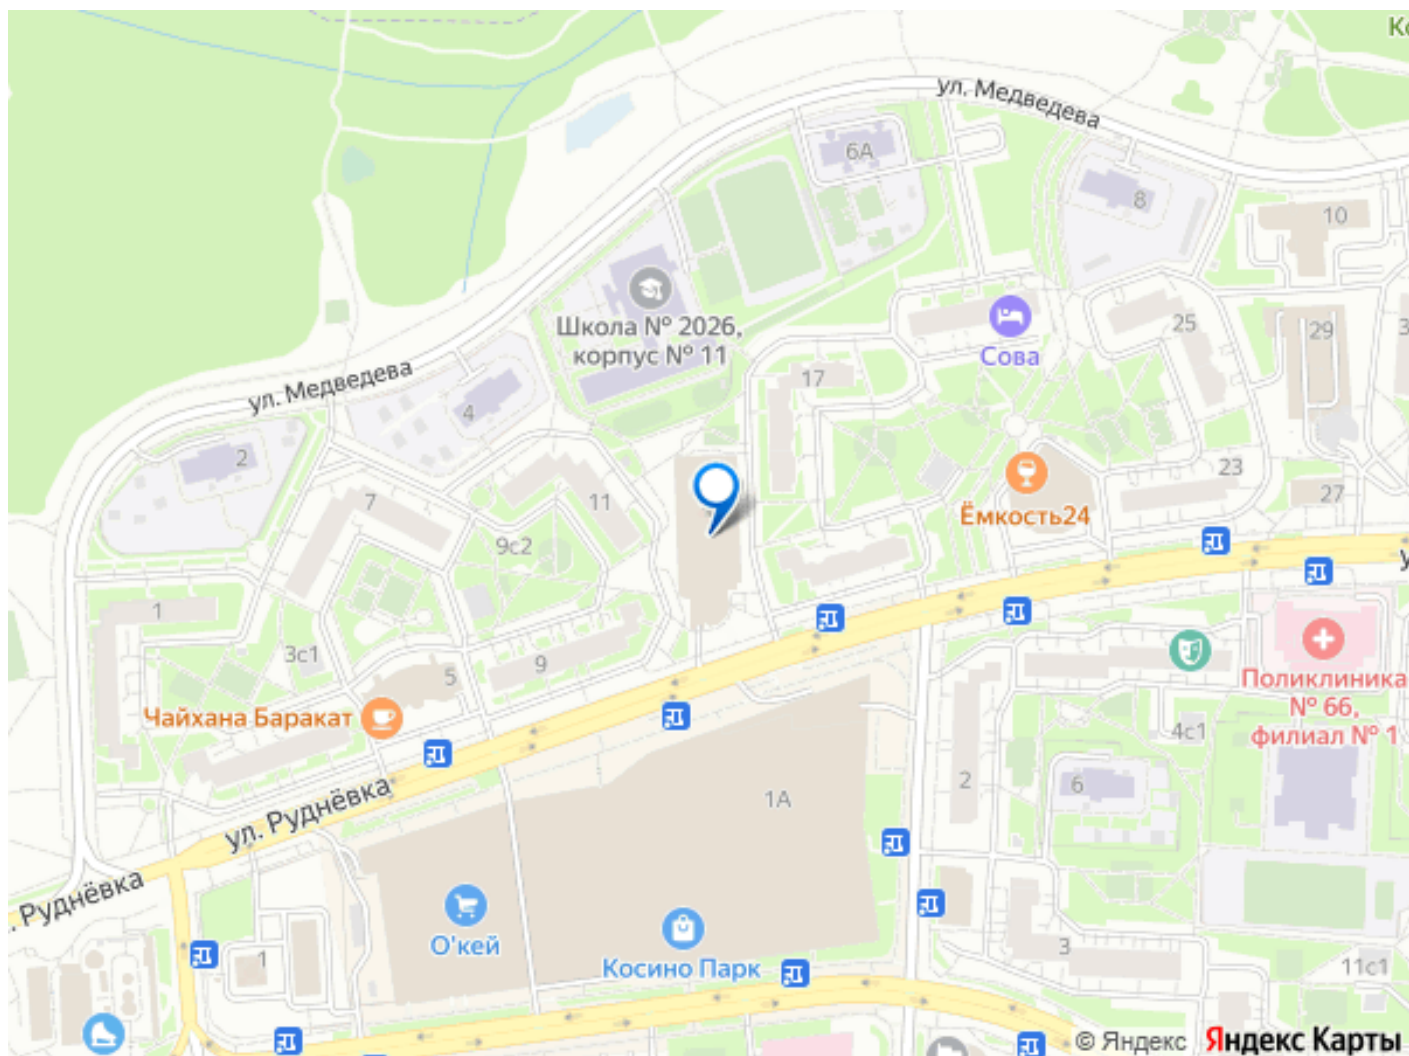 Ко
ул. Медведева
6А
8
10
Школа № 2026,
корпус № 11
Сова
25
29
3
17
ул. Медведева
4
2
7
11
9с2
Ёмкость24
23
27
у
1
3с1
5
9
Чайхана Баракат
Поликлиника
№ 66,
филиал № 1
4с1
2
6
1А
ул. Руднёвка
. Руднёвка
О'кей
Косино Парк
1
3
11с1
© Яндекс Яндекс Карты